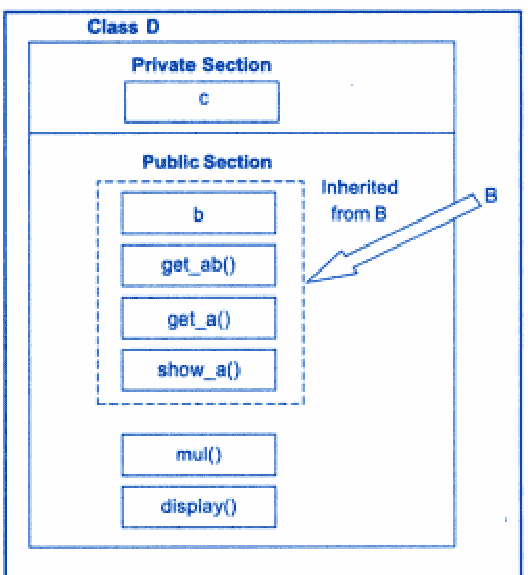 Class D
Private Section
c
Public Section
Inherited
from B
B
b
get_ab()
get_a()
show_a()
mul()
display()